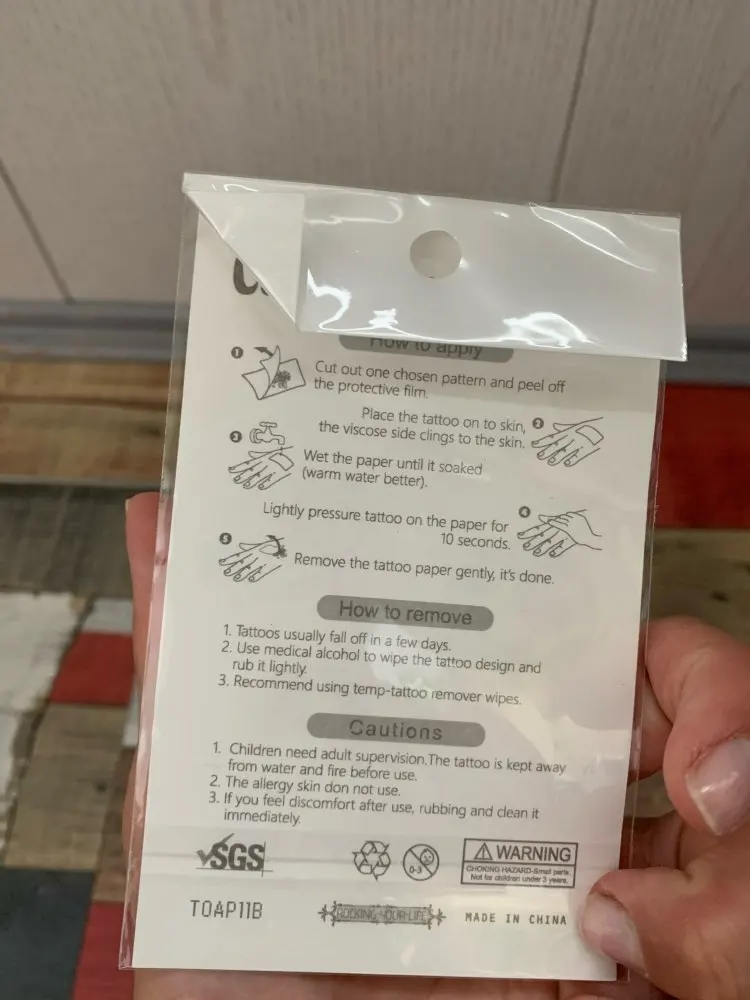 How to apply
1
Cut out one chosen pattern and peel off
the protective film.
Place the tattoo on to skin,
the viscose side clings to the skin.
2
3
Wet the paper until it soaked
(warm water better).
Lightly pressure tattoo on the paper for
10 seconds.
4
5
Remove the tattoo paper gently, it's done.
How to remove
1. Tattoos usually fall off in a few days.
2. Use medical alcohol to wipe the tattoo design and
rub it lightly.
3. Recommend using temp-tattoo remover wipes.
Cautions
1. Children need adult supervision.The tattoo is kept away
from water and fire before use.
2. The allergy skin don not use.
3. If you feel discomfort after use, rubbing and clean it
immediately.
SGS
0-3
WARNING
CHOKING HAZARD-Small parts.
Not for children under 3 years.
TOAP11B
ROCKING YOUR LIFE
MADE IN CHINA